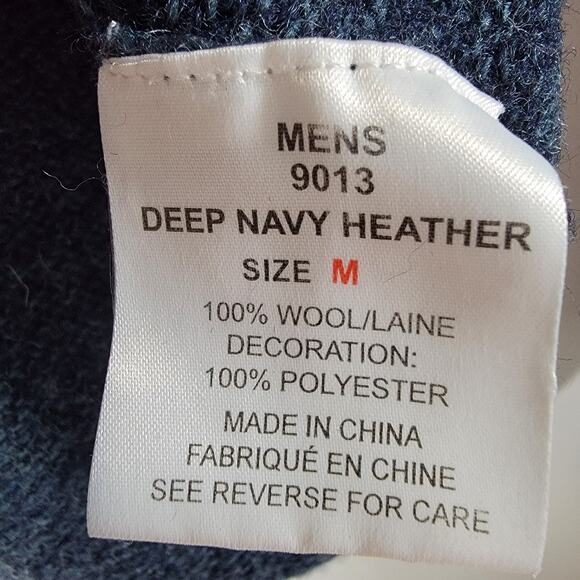 MENS
9013
DEEP NAVY HEATHER
SIZE M
100% WOOL/LAINE
DECORATION:
100% POLYESTER
MADE IN CHINA
FABRIQUÉ EN CHINE
SEE REVERSE FOR CARE